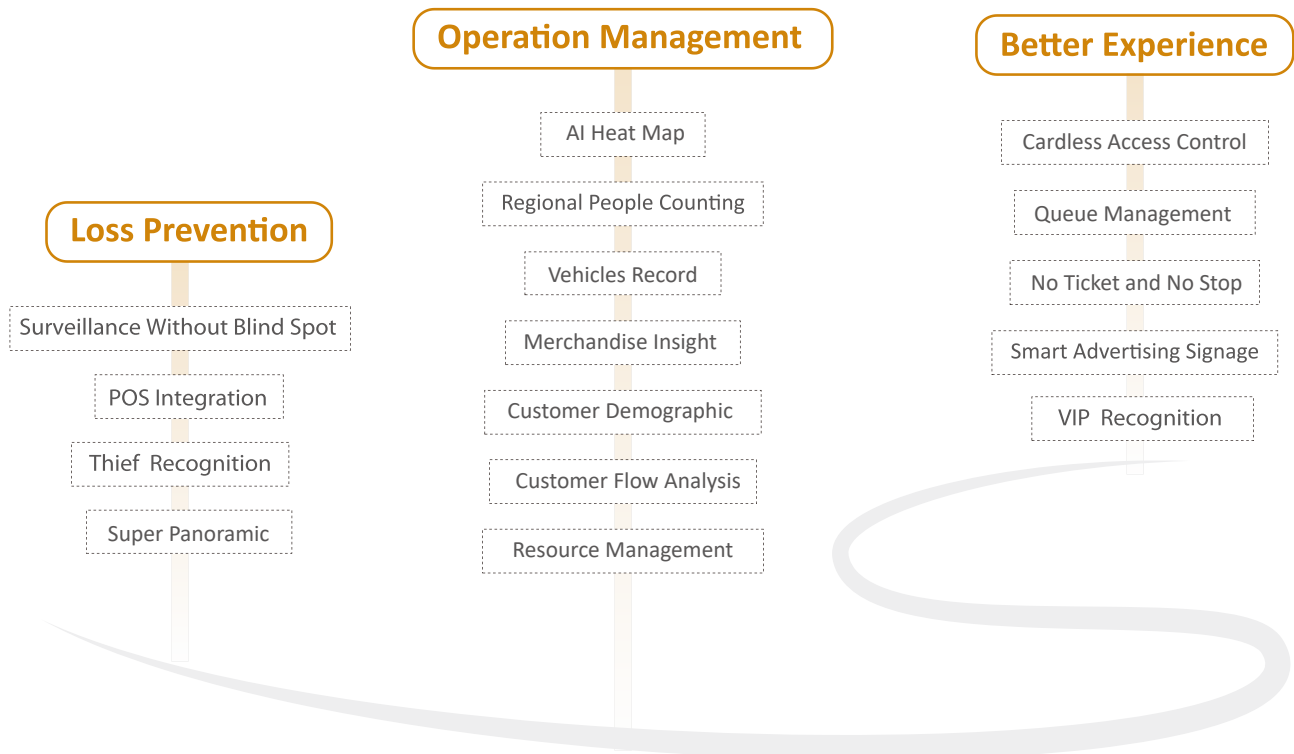 Loss Prevention
Surveillance Without Blind Spot
POS Integration
Thief Recognition
Super Panoramic
Operation Management
AI Heat Map
Regional People Counting
Vehicles Record
Merchandise Insight
Customer Demographic
Customer Flow Analysis
Resource Management
Better Experience
Cardless Access Control
Queue Management
No Ticket and No Stop
Smart Advertising Signage
VIP Recognition